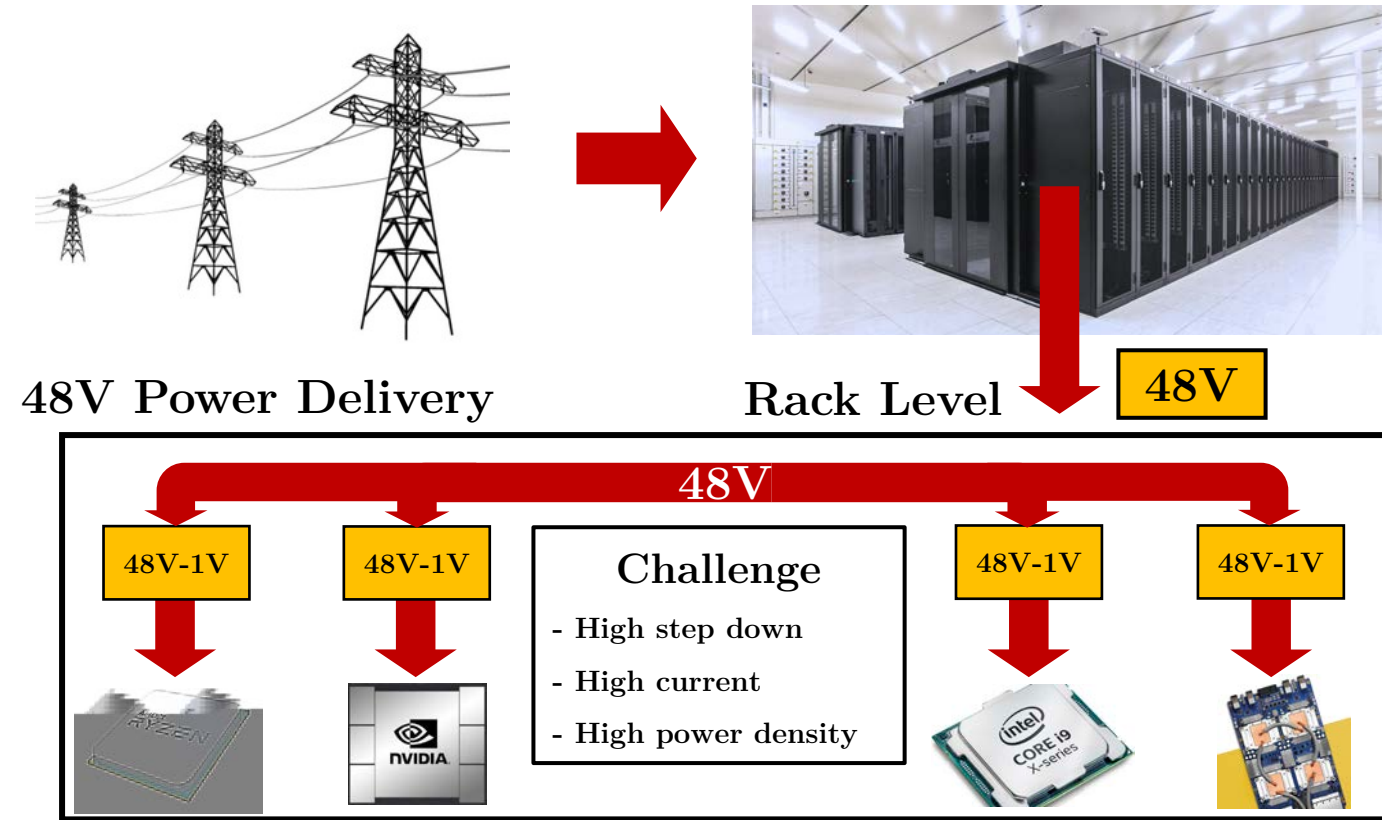 48V Power Delivery
Rack Level
48V
48V
48V-1V
48V-1V
48V-1V
48V-1V
Challenge
- High step down
- High current
- High power density
RYZEN
NVIDIA
intel
CORE i9
X-series